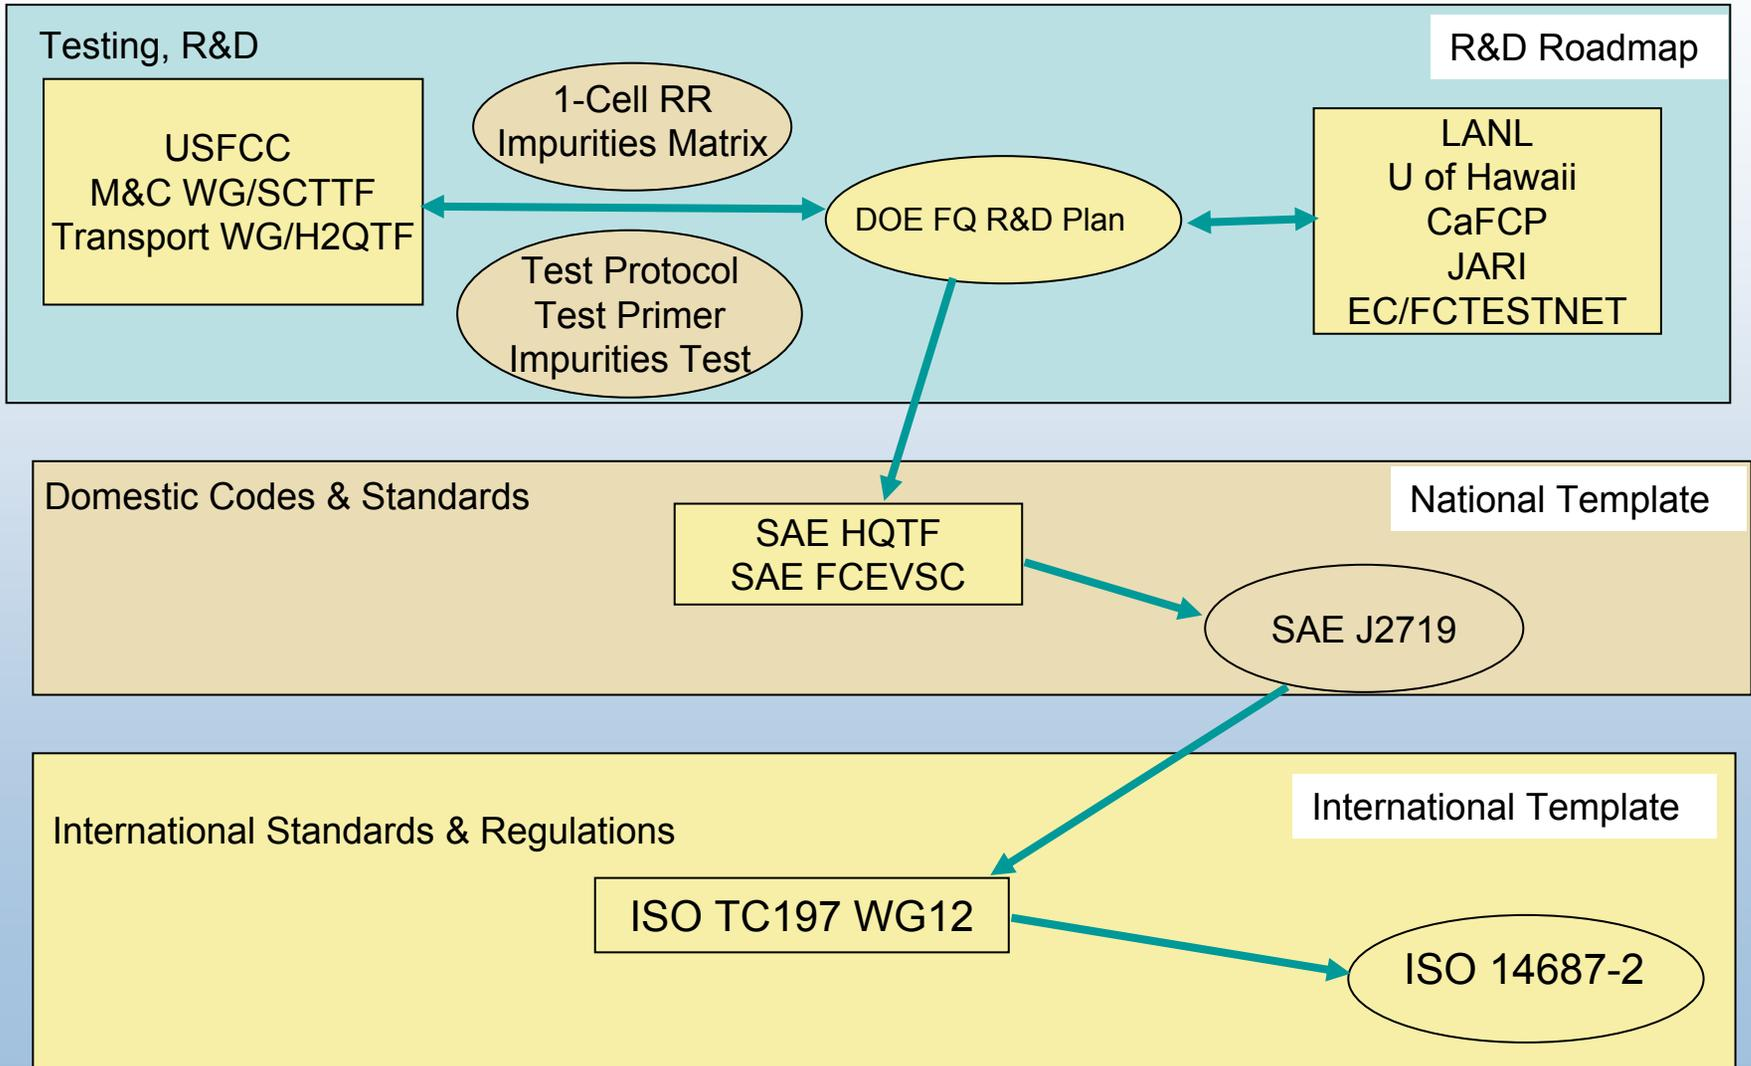 Testing, R&D
R&D Roadmap
USFCC
M&C WG/SCTTF
Transport WG/H2QTF
1-Cell RR
Impurities Matrix
Test Protocol
Test Primer
Impurities Test
DOE FQ R&D Plan
LANL
U of Hawaii
CaFCP
JARI
EC/FCTESTNET
Domestic Codes & Standards
National Template
SAE HQTF
SAE FCEVSC
SAE J2719
International Standards & Regulations
International Template
ISO TC197 WG12
ISO 14687-2